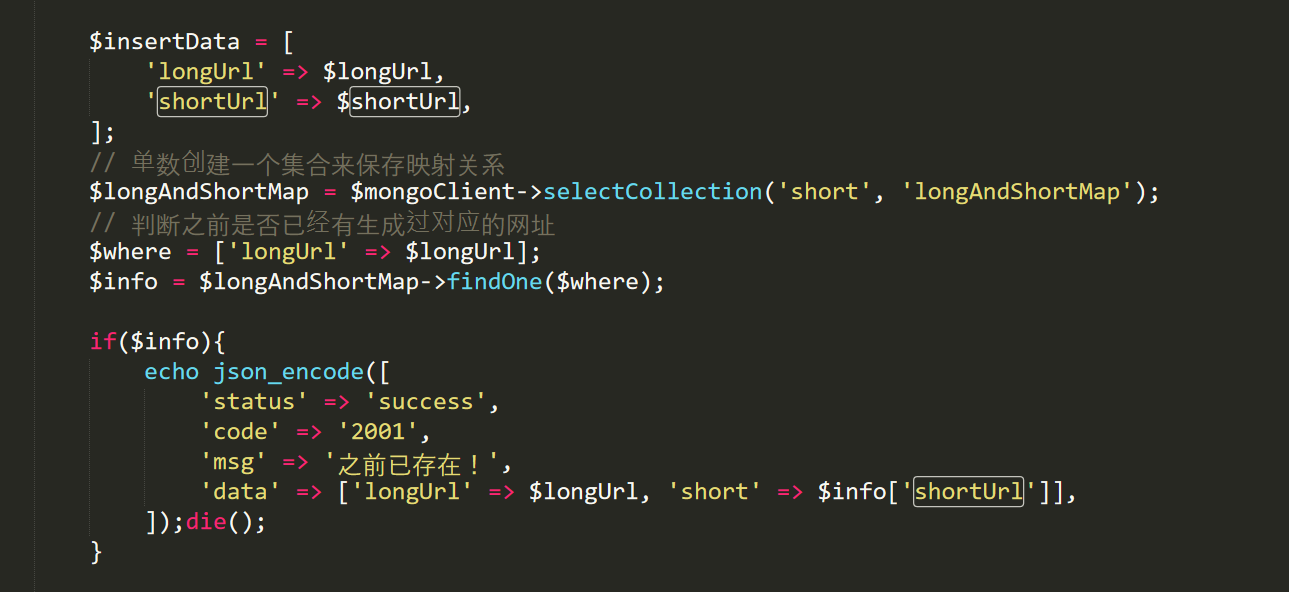 $insertData = [
    'longUrl' => $longUrl,
    'shortUrl' => $shortUrl,
];
// 单数创建一个集合来保存映射关系
$longAndShortMap = $mongoClient->selectCollection('short', 'longAndShortMap');
// 判断之前是否已经有生成过对应的网址
$where = ['longUrl' => $longUrl];
$info = $longAndShortMap->findOne($where);

if($info){
    echo json_encode([
        'status' => 'success',
        'code' => '2001',
        'msg' => '之前已存在！',
        'data' => ['longUrl' => $longUrl, 'short' => $info['shortUrl']],
    ]);die();
}